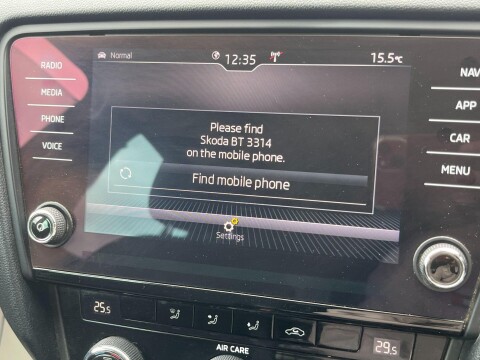 Normal
12:35
15.5°C
RADIO
MEDIA
PHONE
VOICE
Please find
Skoda BT 3314
on the mobile phone.
Find mobile phone
Settings
NAV
APP
CAR
MENU
25.5
AIR CARE
29.5